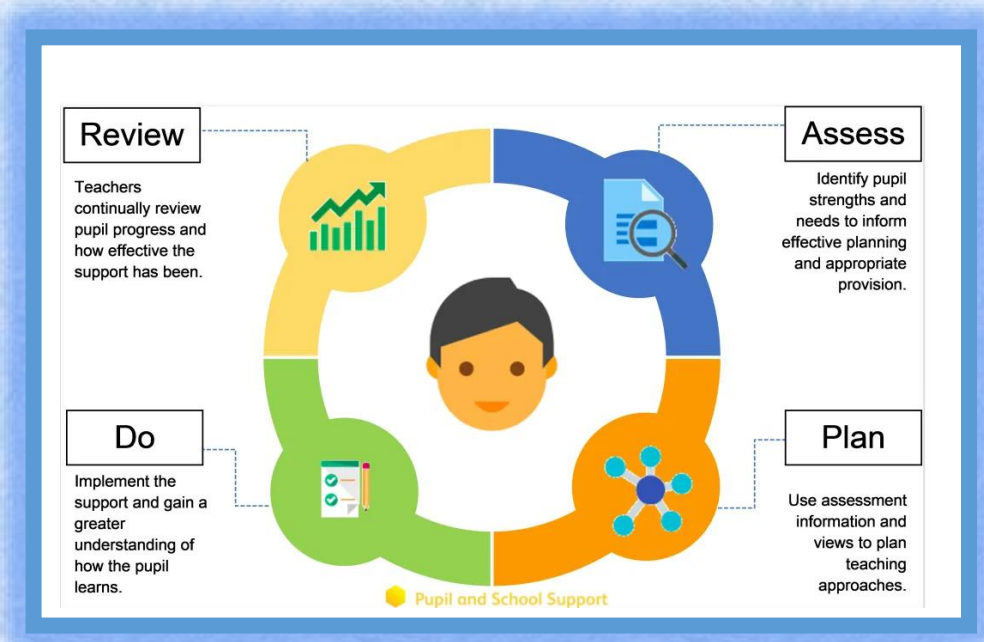 Review
Teachers
continually review
pupil progress and
how effective the
support has been.
Assess
Identify pupil
strengths and
needs to inform
effective planning
and appropriate
provision.
Do
Implement the
support and gain a
greater
understanding of
how the pupil
learns.
Plan
Use assessment
information and
views to plan
teaching
approaches.
Pupil and School Support